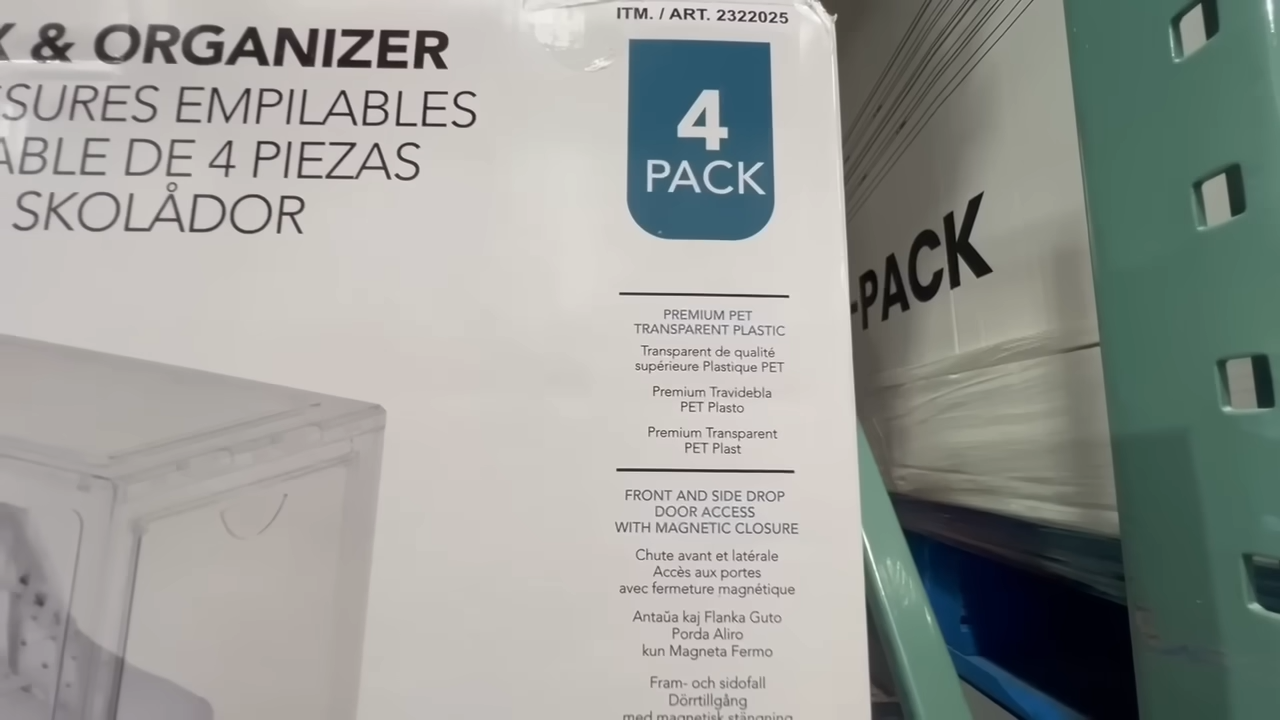 ITM. / ART. 2322025
& ORGANIZER
EMPILABLES
DE 4 PIEZAS
SKOLÅDOR
4
PACK
PREMIUM PET
TRANSPARENT PLASTIC
Transparent de qualité
supérieure Plastique PET
Premium Travidebla
PET Plasto
Premium Transparent
PET Plast
FRONT AND SIDE DROP
DOOR ACCESS
WITH MAGNETIC CLOSURE
Chute avant et latérale
Accès aux portes
avec fermeture magnétique
Antaŭa kaj Flanka Guto
Porda Aliro
kun Magneta Fermo
Fram- och sidofall
Dörrtillgång
med magnetisk stängning
-PACK